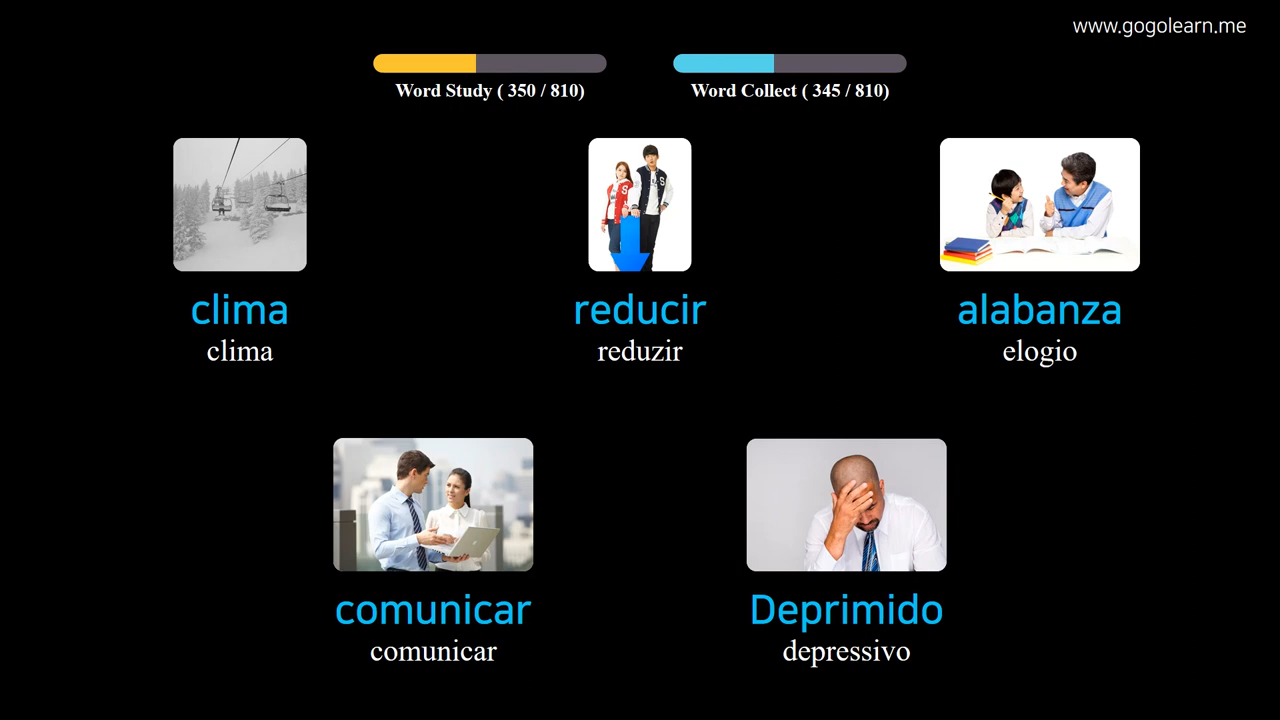 www.gogolearn.me
Word Study ( 350 / 810)
Word Collect ( 345 / 810)
clima
clima
reducir
reduzir
alabanza
elogio
comunicar
comunicar
Deprimido
depressivo